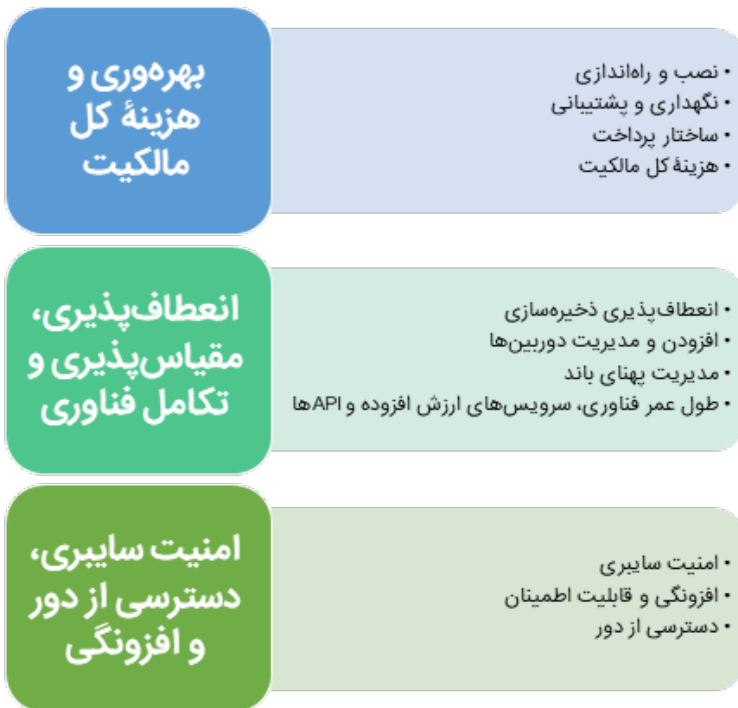 بهره‌وری و
هزینهٔ کل
مالکیت
• نصب و راه‌اندازی
• نگهداری و پشتیبانی
• ساختار پرداخت
• هزینهٔ کل مالکیت
انعطاف‌پذیری،
مقیاس‌پذیری و
تکامل فناوری
• انعطاف‌پذیری ذخیره‌سازی
• افزودن و مدیریت دوربین‌ها
• مدیریت پهنای باند
• طول عمر فناوری، سرویس‌های ارزش افزوده و APIها
امنیت سایبری،
دسترسی از دور
و افزونگی
• امنیت سایبری
• افزونگی و قابلیت اطمینان
• دسترسی از دور